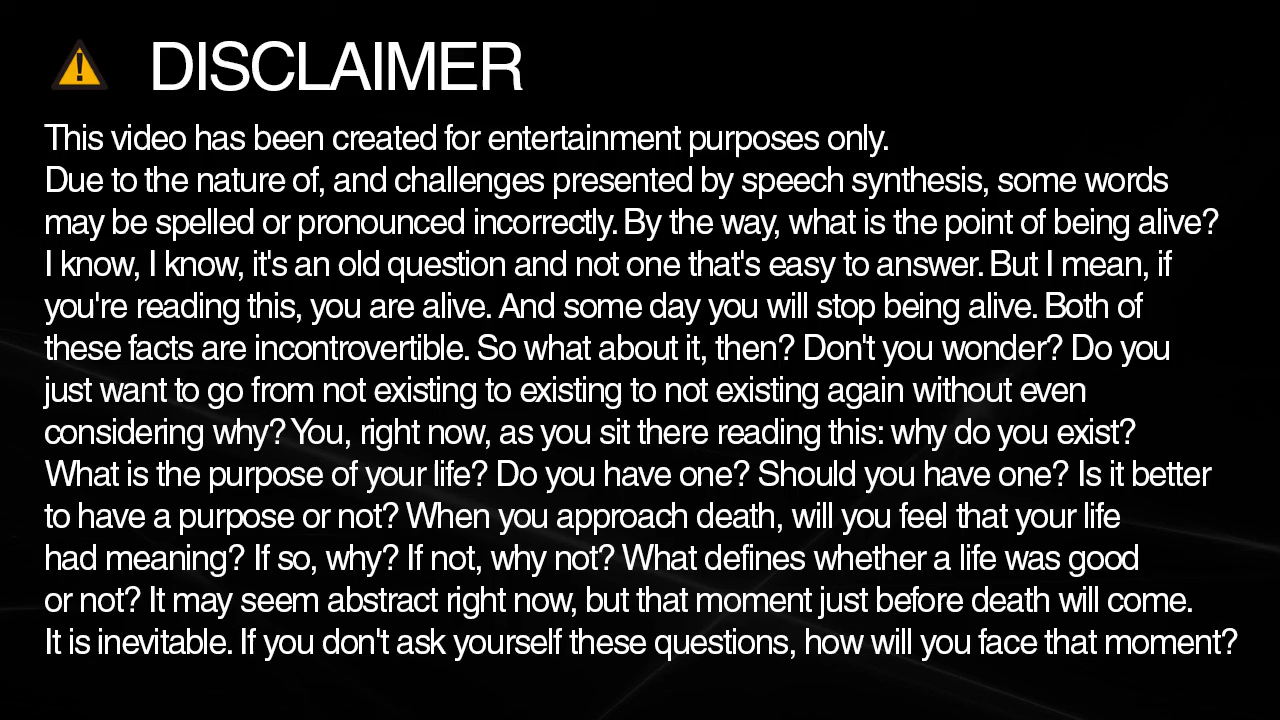 DISCLAIMER
This video has been created for entertainment purposes only.
Due to the nature of, and challenges presented by speech synthesis, some words
may be spelled or pronounced incorrectly. By the way, what is the point of being alive?
I know, I know, it's an old question and not one that's easy to answer. But I mean, if
you're reading this, you are alive. And some day you will stop being alive. Both of
these facts are incontrovertible. So what about it, then? Don't you wonder? Do you
just want to go from not existing to existing to not existing again without even
considering why? You, right now, as you sit there reading this: why do you exist?
What is the purpose of your life? Do you have one? Should you have one? Is it better
to have a purpose or not? When you approach death, will you feel that your life
had meaning? If so, why? If not, why not? What defines whether a life was good
or not? It may seem abstract right now, but that moment just before death will come.
It is inevitable. If you don't ask yourself these questions, how will you face that moment?